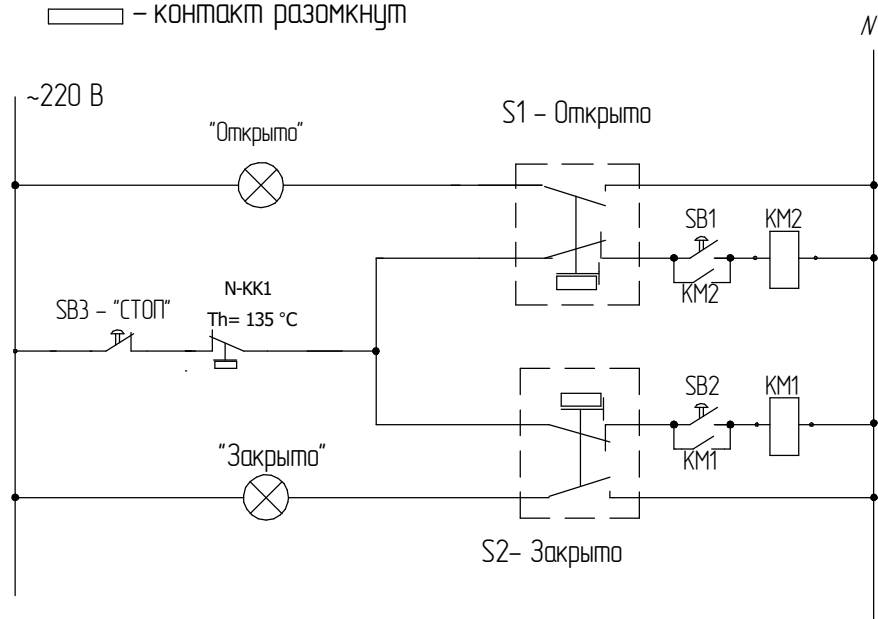 – контакт разомкнут
N
~220 В
S1 – Открыто
"Открыто"
SB1
KM2
KM2
N-KK1
SB3 – "СТОП"
Th= 135 °C
SB2
KM1
"Закрыто"
KM1
S2– Закрыто